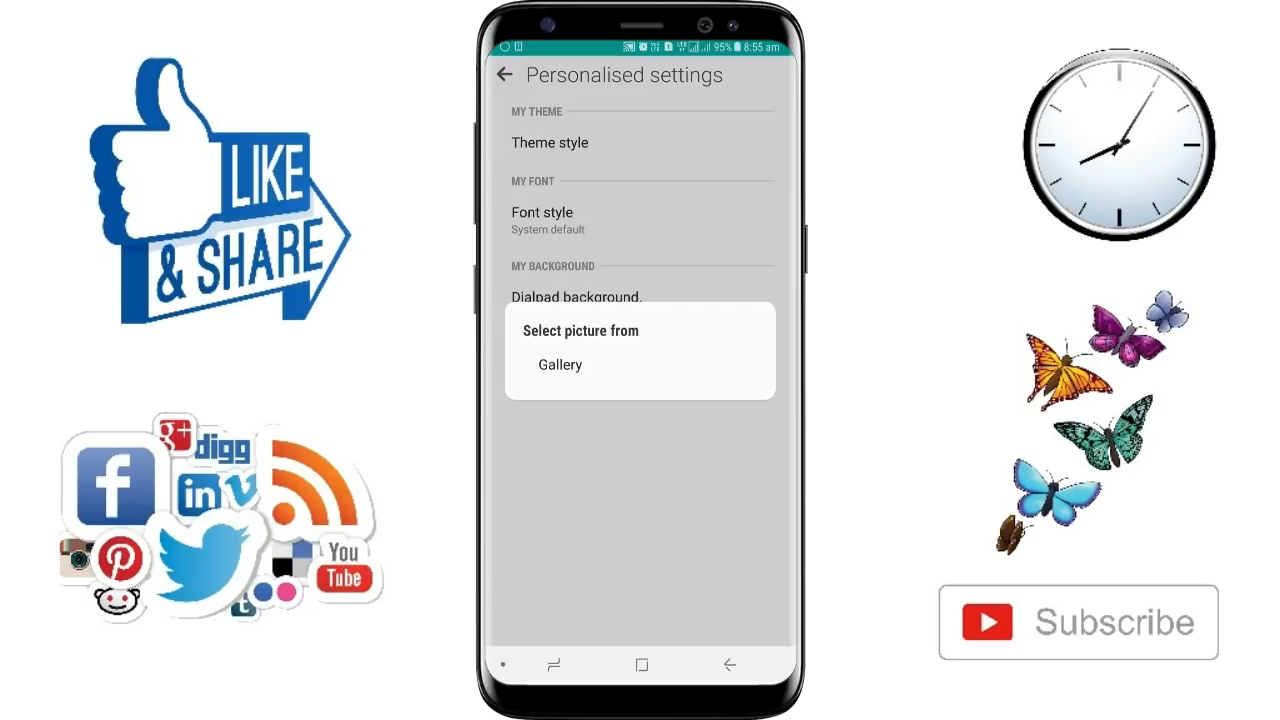 95% 8:55 am
Personalised settings
MY THEME
Theme style
MY FONT
Font style
System default
MY BACKGROUND
Dialpad background.
Select picture from
Gallery
LIKE
& SHARE
g+
digg
f
in
You
Tube
t
Subscribe